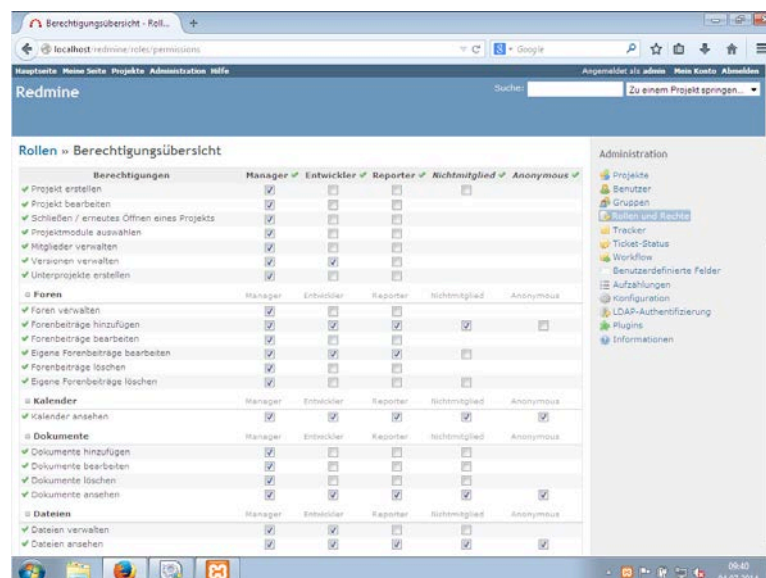 Berechtigungsübersicht - Roll...
localhost/redmine/roles/permissions
Google
Hauptseite Meine Seite Projekte Administration Hilfe
Angemeldet als admin Mein Konto Abmelden
Redmine
Suche:
Zu einem Projekt springen...
Rollen » Berechtigungsübersicht
Berechtigungen Manager Entwickler Reporter Nichtmitglied Anonymous
Projekt erstellen
Projekt bearbeiten
Schließen / erneutes Öffnen eines Projekts
Projektmodule auswählen
Mitglieder verwalten
Versionen verwalten
Unterprojekte erstellen
Foren Manager Entwickler Reporter Nichtmitglied Anonymous
Foren verwalten
Forenbeiträge hinzufügen
Forenbeiträge bearbeiten
Eigene Forenbeiträge bearbeiten
Forenbeiträge löschen
Eigene Forenbeiträge löschen
Kalender Manager Entwickler Reporter Nichtmitglied Anonymous
Kalender ansehen
Dokumente Manager Entwickler Reporter Nichtmitglied Anonymous
Dokumente hinzufügen
Dokumente bearbeiten
Dokumente löschen
Dokumente ansehen
Dateien Manager Entwickler Reporter Nichtmitglied Anonymous
Dateien verwalten
Dateien ansehen
Administration
Projekte
Benutzer
Gruppen
Rollen und Rechte
Tracker
Ticket-Status
Workflow
Benutzerdefinierte Felder
Aufzählungen
Konfiguration
LDAP-Authentifizierung
Plugins
Informationen
09:40